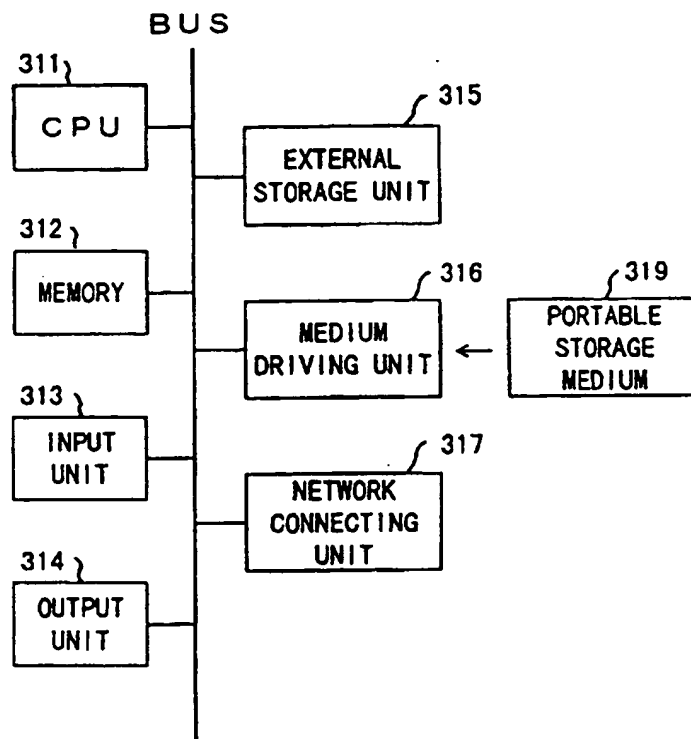 BUS
311
CPU
315
EXTERNAL
STORAGE UNIT
312
MEMORY
316
MEDIUM
DRIVING UNIT
319
PORTABLE
STORAGE
MEDIUM
313
INPUT
UNIT
317
NETWORK
CONNECTING
UNIT
314
OUTPUT
UNIT